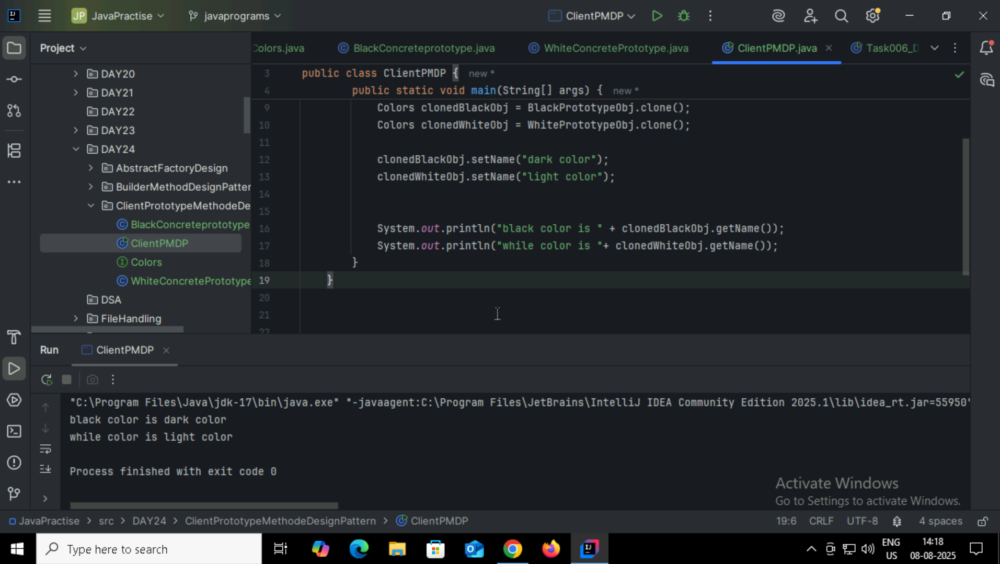 JP JavaPractise javaprograms ClientPMDP
Project
Colors.java BlackConcreteprototype.java WhiteConcretePrototype.java ClientPMDP.java Task006_D
DAY20
DAY21
DAY22
DAY23
DAY24
AbstractFactoryDesign
BuilderMethodDesignPatter
ClientPrototypeMethodeDe
BlackConcreteprototype
ClientPMDP
Colors
WhiteConcretePrototype
DSA
FileHandling
3 public class ClientPMDP { new *
4 public static void main(String[] args) { new *
9 Colors clonedBlackObj = BlackPrototypeObj.clone();
10 Colors clonedWhiteObj = WhitePrototypeObj.clone();
11
12 clonedBlackObj.setName("dark color");
13 clonedWhiteObj.setName("light color");
14
15
16 System.out.println("black color is " + clonedBlackObj.getName());
17 System.out.println("while color is "+ clonedWhiteObj.getName());
18 }
19 }
20
21
22
Run ClientPMDP
"C:\Program Files\Java\jdk-17\bin\java.exe" "-javaagent:C:\Program Files\JetBrains\IntelliJ IDEA Community Edition 2025.1\lib\idea_rt.jar=55950"
black color is dark color
while color is light color
Process finished with exit code 0
Activate Windows
Go to Settings to activate Windows.
JavaPractise > src > DAY24 > ClientPrototypeMethodeDesignPattern > ClientPMDP 19:6 CRLF UTF-8 4 spaces
Type here to search
ENG
US
14:18
08-08-2025